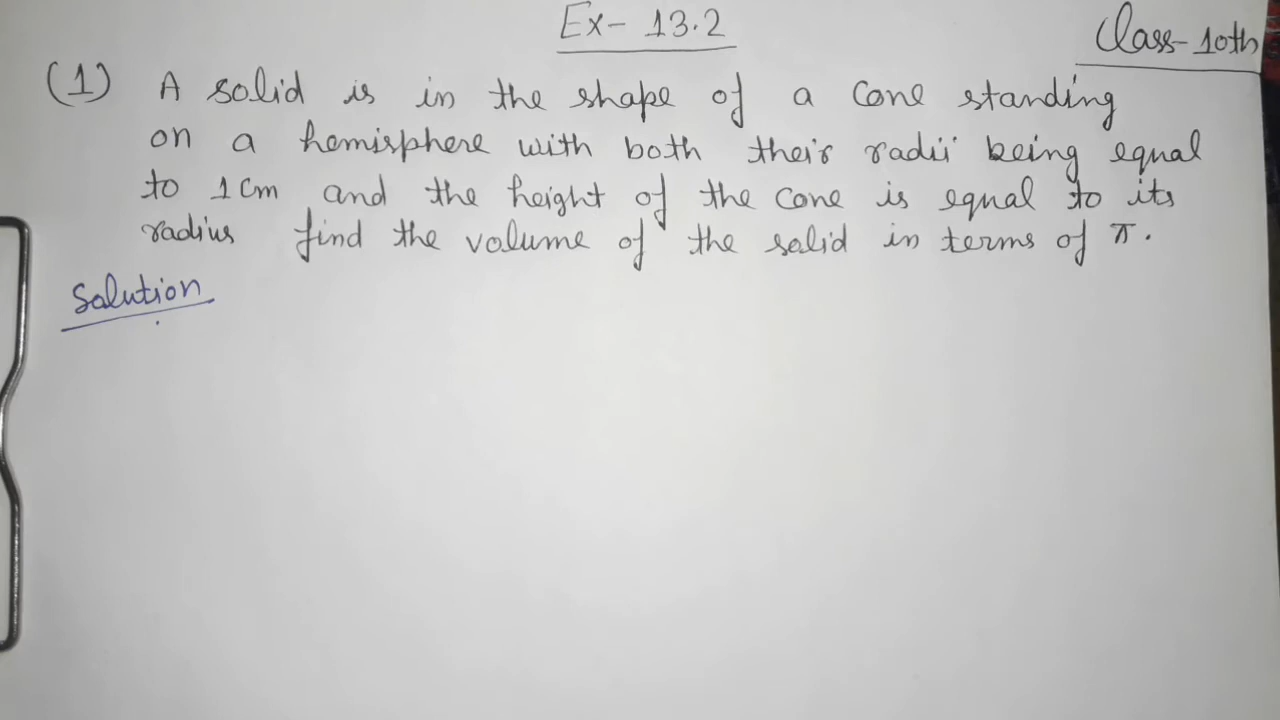 Ex- 13.2
Class- 10th
(1) A solid is in the shape of a cone standing
on a hemisphere with both their radii being equal
to 1 cm and the height of the cone is equal to its
radius find the volume of the solid in terms of π.
Solution